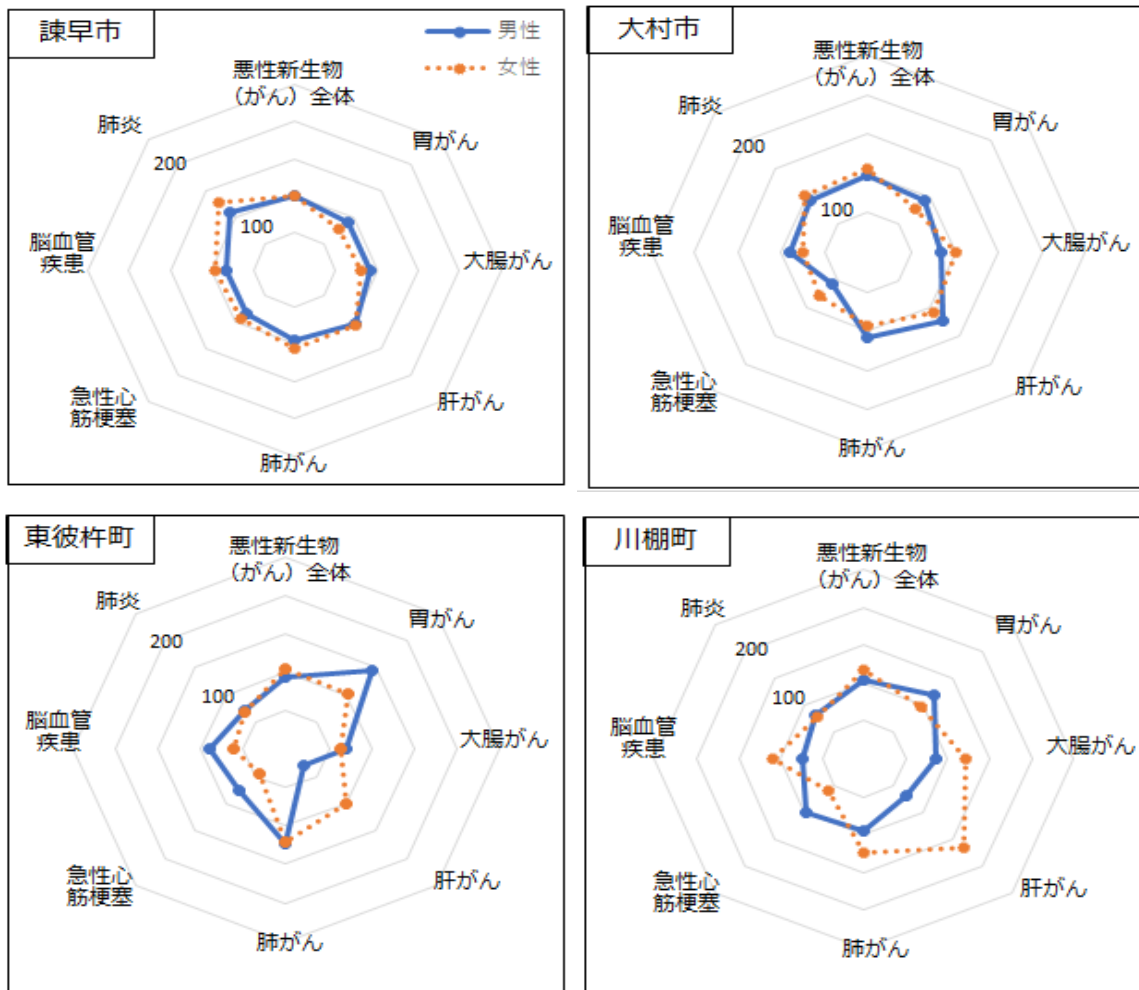 諫早市
男性
女性
悪性新生物
（がん）全体
胃がん
大腸がん
肝がん
肺がん
急性心
筋梗塞
脳血管
疾患
肺炎
200
100
大村市
悪性新生物
（がん）全体
胃がん
大腸がん
肝がん
肺がん
急性心
筋梗塞
脳血管
疾患
肺炎
200
100
東彼杵町
悪性新生物
（がん）全体
胃がん
大腸がん
肝がん
肺がん
急性心
筋梗塞
脳血管
疾患
肺炎
200
100
川棚町
悪性新生物
（がん）全体
胃がん
大腸がん
肝がん
肺がん
急性心
筋梗塞
脳血管
疾患
肺炎
200
100